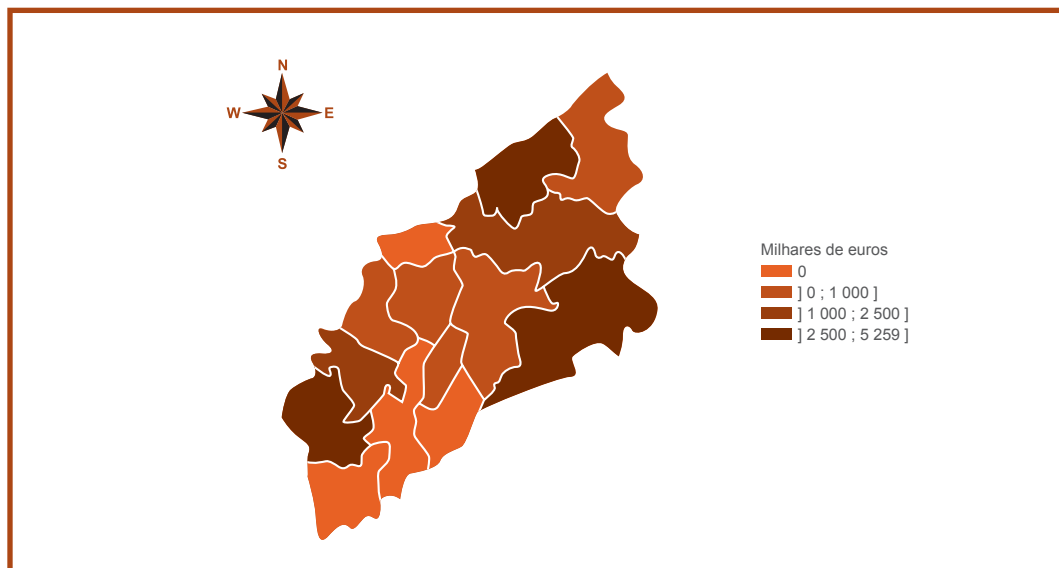 N
W E
S
Milhares de euros
0
] 0 ; 1 000 ]
] 1 000 ; 2 500 ]
] 2 500 ; 5 259 ]